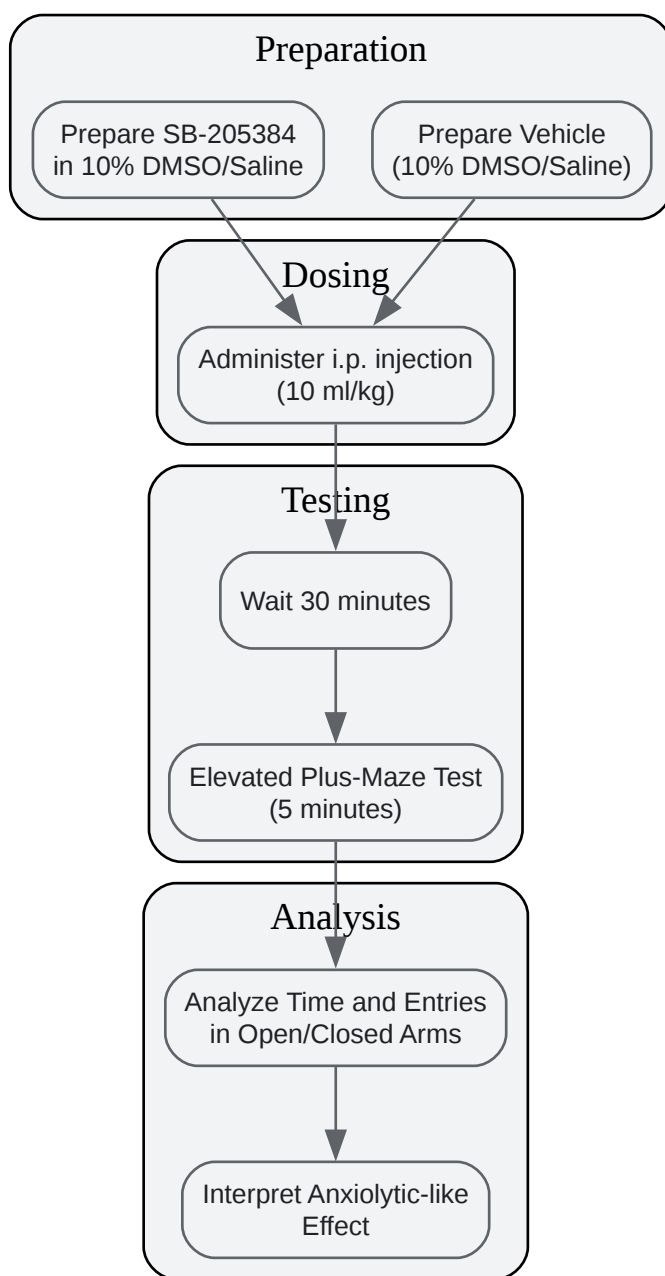 Preparation
Prepare SB-205384
in 10% DMSO/Saline
Prepare Vehicle
(10% DMSO/Saline)
Dosing
Administer i.p. injection
(10 ml/kg)
Testing
Wait 30 minutes
Elevated Plus-Maze Test
(5 minutes)
Analysis
Analyze Time and Entries
in Open/Closed Arms
Interpret Anxiolytic-like
Effect